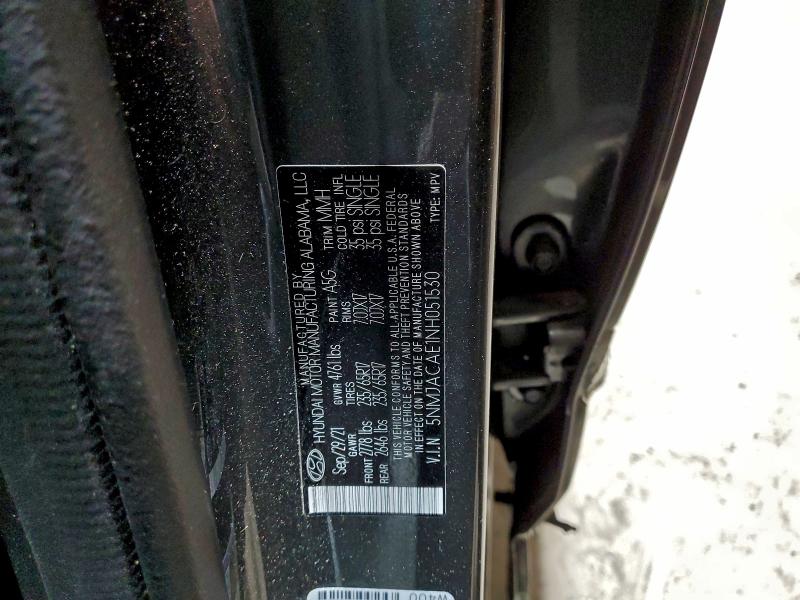 MANUFACTURED BY
HYUNDAI MOTOR MANUFACTURING ALABAMA, LLC
Sep/29/21 GVWR 4761 lbs PAINT A5G TRIM MMH
GAWR TIRES RIMS COLD TIRE INFL
FRONT 2778 lbs 235/65R17 7.0JX17 35 psi SINGLE
REAR 2646 lbs 235/65R17 7.0JX17 35 psi SINGLE
THIS VEHICLE CONFORMS TO ALL APPLICABLE U.S.A. FEDERAL
MOTOR VEHICLE SAFETY AND THEFT PREVENTION STANDARDS
IN EFFECT ON THE DATE OF MANUFACTURE SHOWN ABOVE
V.I.N 5NMJACAE1NH051530 TYPE: MPV
W400